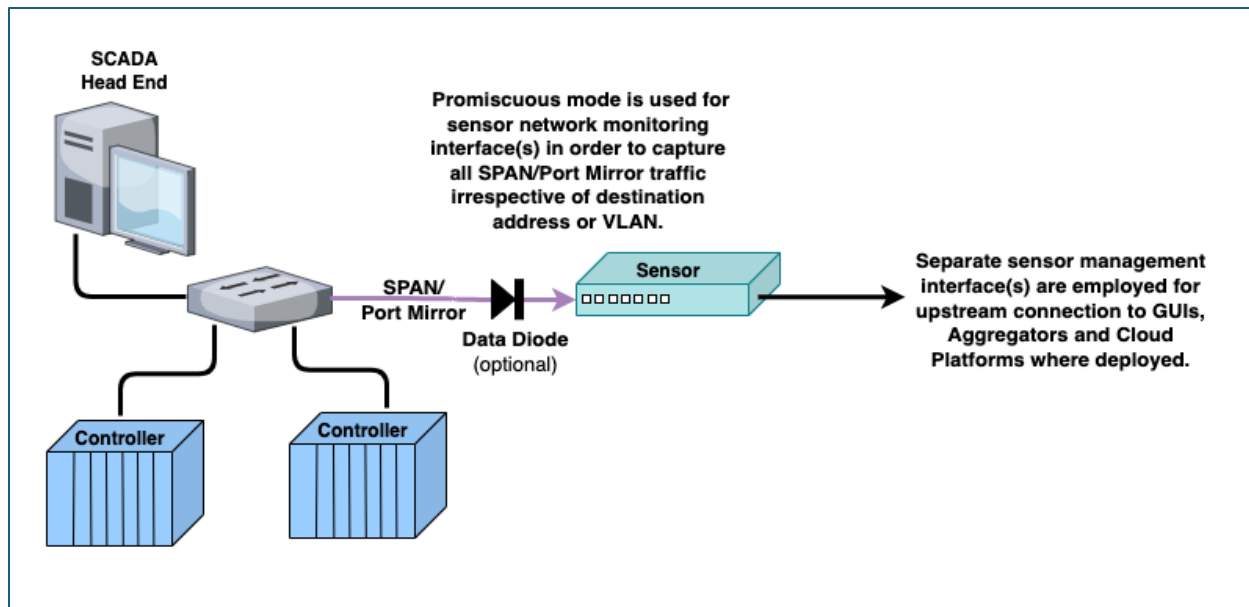 SCADA
Head End
Promiscuous mode is used for
sensor network monitoring
interface(s) in order to capture
all SPAN/Port Mirror traffic
irrespective of destination
address or VLAN.
SPAN/
Port Mirror
Data Diode
(optional)
Sensor
Separate sensor management
interface(s) are employed for
upstream connection to GUIs,
Aggregators and Cloud
Platforms where deployed.
Controller
Controller